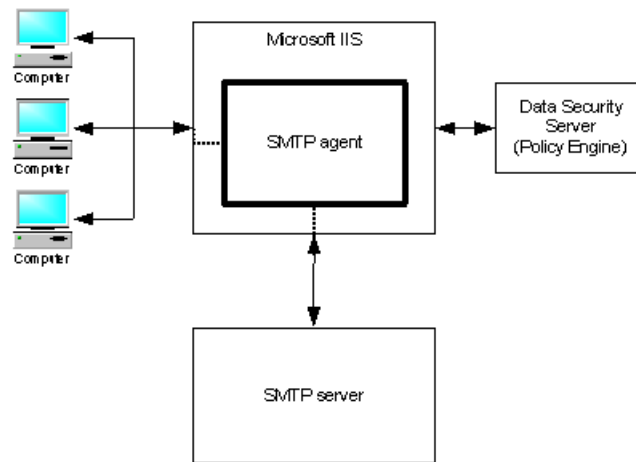 Computer
Computer
Computer
Microsoft IIS
SMTP agent
Data Security
Server
(Policy Engine)
SMTP server